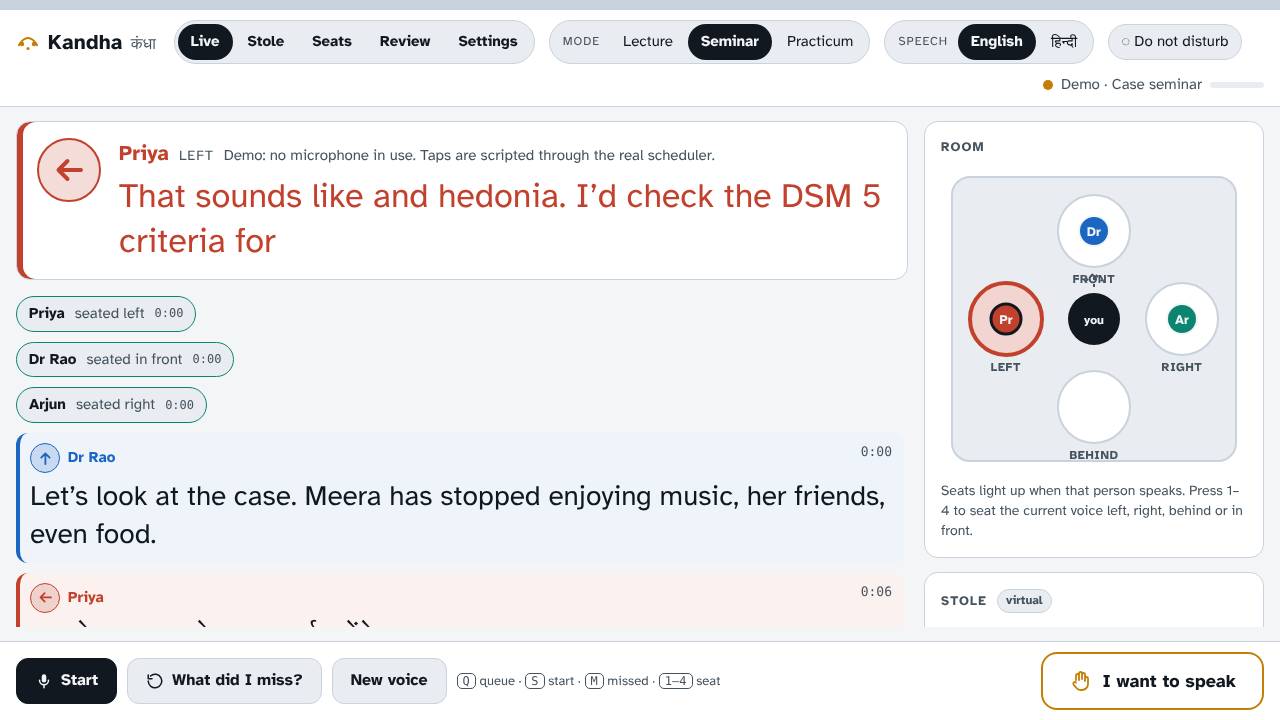 Kandha कंधा
Live Stole Seats Review Settings
MODE Lecture Seminar Practicum
SPEECH English हिन्दी
Do not disturb
Demo · Case seminar
Priya LEFT Demo: no microphone in use. Taps are scripted through the real scheduler.
That sounds like and hedonia. I’d check the DSM 5
criteria for
Priya seated left 0:00
Dr Rao seated in front 0:00
Arjun seated right 0:00
Dr Rao 0:00
Let’s look at the case. Meera has stopped enjoying music, her friends,
even food.
Priya 0:06
ROOM
Dr
FRONT
Pr
you
Ar
LEFT
RIGHT
BEHIND
Seats light up when that person speaks. Press 1–
4 to seat the current voice left, right, behind or in
front.
STOLE virtual
Start What did I miss? New voice Q queue · S start · M missed · 1–4 seat I want to speak